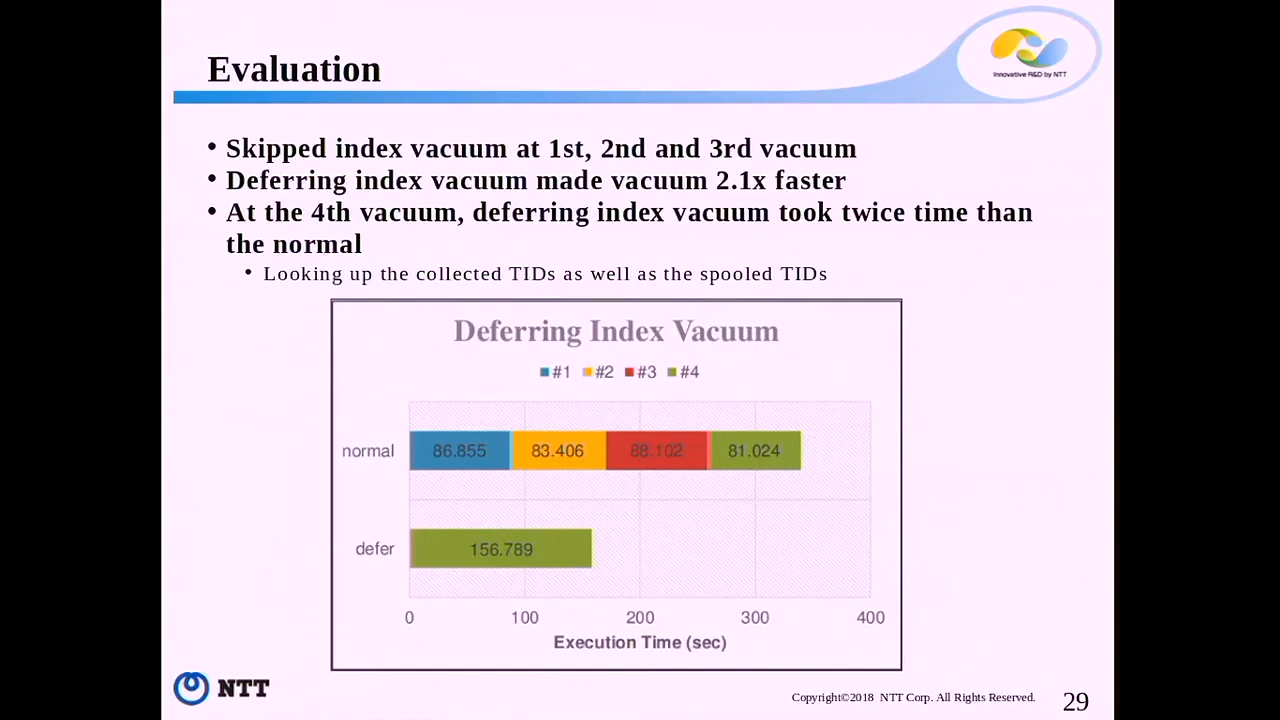 Innovative R&D by NTT
Evaluation
• Skipped index vacuum at 1st, 2nd and 3rd vacuum
• Deferring index vacuum made vacuum 2.1x faster
• At the 4th vacuum, deferring index vacuum took twice time than
the normal
• Looking up the collected TIDs as well as the spooled TIDs
Deferring Index Vacuum
#1 #2 #3 #4
normal 86.855 83.406 88.102 81.024
defer 156.789
0 100 200 300 400
Execution Time (sec)
NTT
Copyright©2018 NTT Corp. All Rights Reserved.
29